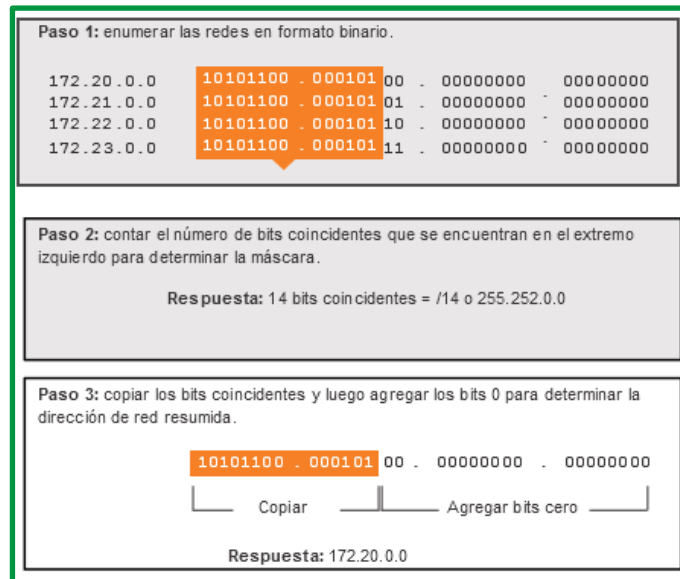 Paso 1: enumerar las redes en formato binario.
172.20.0.0 10101100 . 000101 00 . 00000000 . 00000000
172.21.0.0 10101100 . 000101 01 . 00000000 . 00000000
172.22.0.0 10101100 . 000101 10 . 00000000 . 00000000
172.23.0.0 10101100 . 000101 11 . 00000000 . 00000000
Paso 2: contar el número de bits coincidentes que se encuentran en el extremo
izquierdo para determinar la máscara.
Respuesta: 14 bits coincidentes = /14 o 255.252.0.0
Paso 3: copiar los bits coincidentes y luego agregar los bits 0 para determinar la
dirección de red resumida.
10101100 . 000101 00 . 00000000 . 00000000
Copiar Agregar bits cero
Respuesta: 172.20.0.0